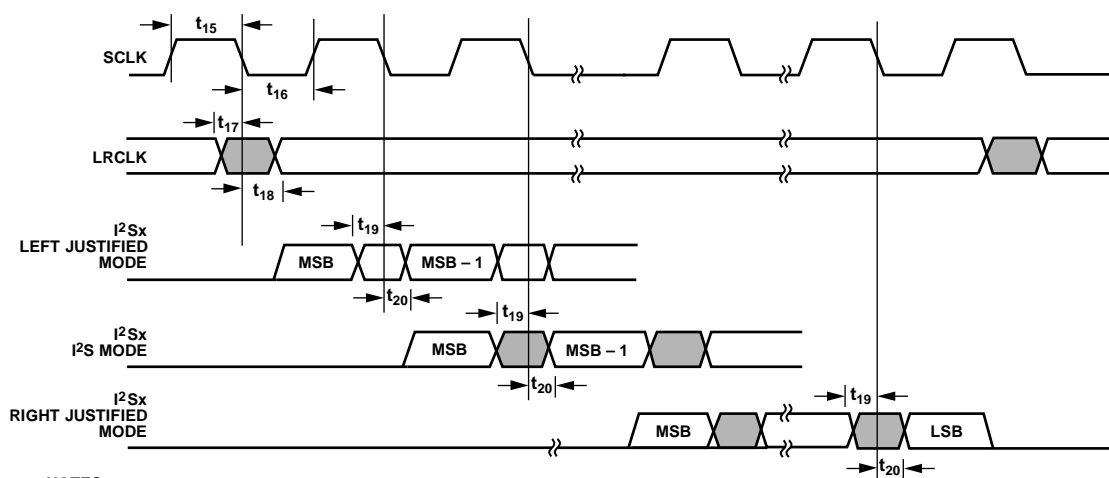 t15
SCLK
t16
t17
LRCLK
t18
I2Sx
LEFT JUSTIFIED
MODE
t19
MSB
MSB – 1
t20
I2Sx
I2S MODE
t19
MSB
MSB – 1
t20
I2Sx
RIGHT JUSTIFIED
MODE
t19
MSB
LSB
t20